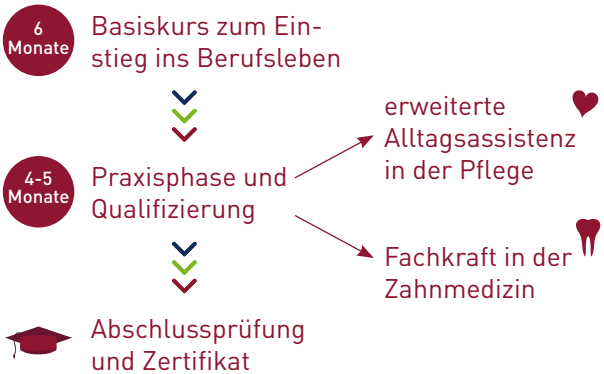 6
Monate
Basiskurs zum Ein-
stieg ins Berufsleben
4-5
Monate
Praxisphase und
Qualifizierung
erweiterte
Alltagsassistenz
in der Pflege
Fachkraft in der
Zahnmedizin
Abschlussprüfung
und Zertifikat